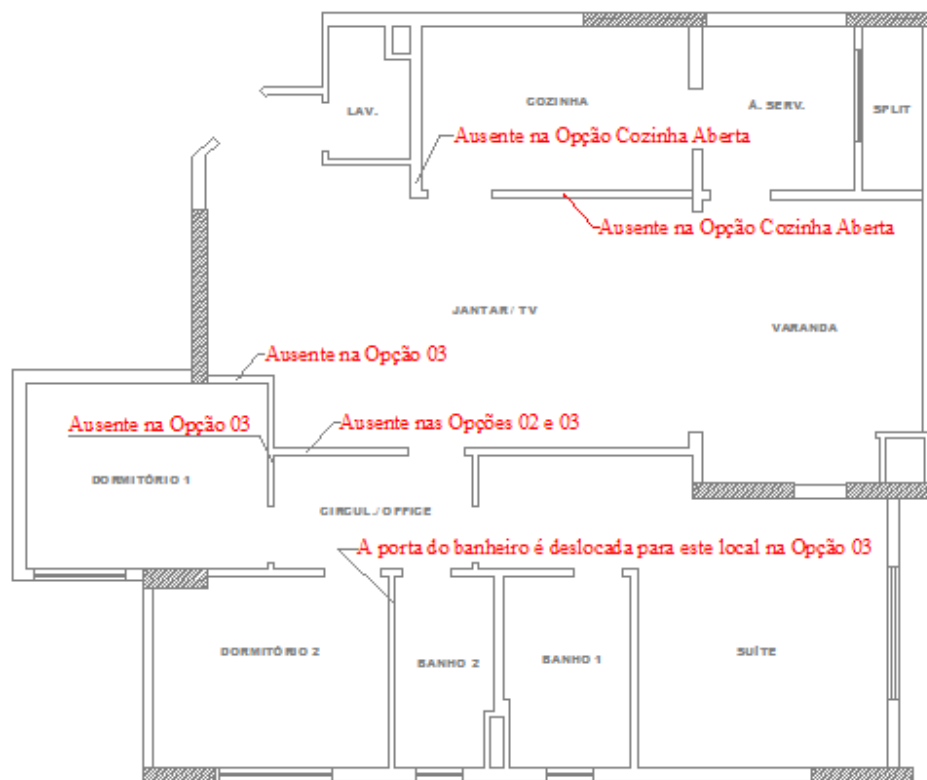 COZINHA
Á. SERV.
SPLIT
LAV.
Ausente na Opção Cozinha Aberta
Ausente na Opção Cozinha Aberta
JANTAR/ TV
VARANDA
Ausente na Opção 03
Ausente na Opção 03
Ausente nas Opções 02 e 03
DORMITÓRIO 1
CIRCUL./OFFICE
A porta do banheiro é deslocada para este local na Opção 03
DORMITÓRIO 2
BANHO 2
BANHO 1
SUÍTE